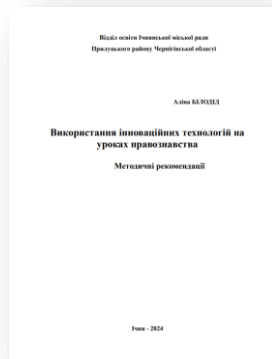 Відділ освіти Ічнянської міської ради
Прилуцького району Чернігівської області
Аліна БІЛОДІД
Використання інноваційних технологій на
уроках правознавства
Методичні рекомендації
Ічня - 2024